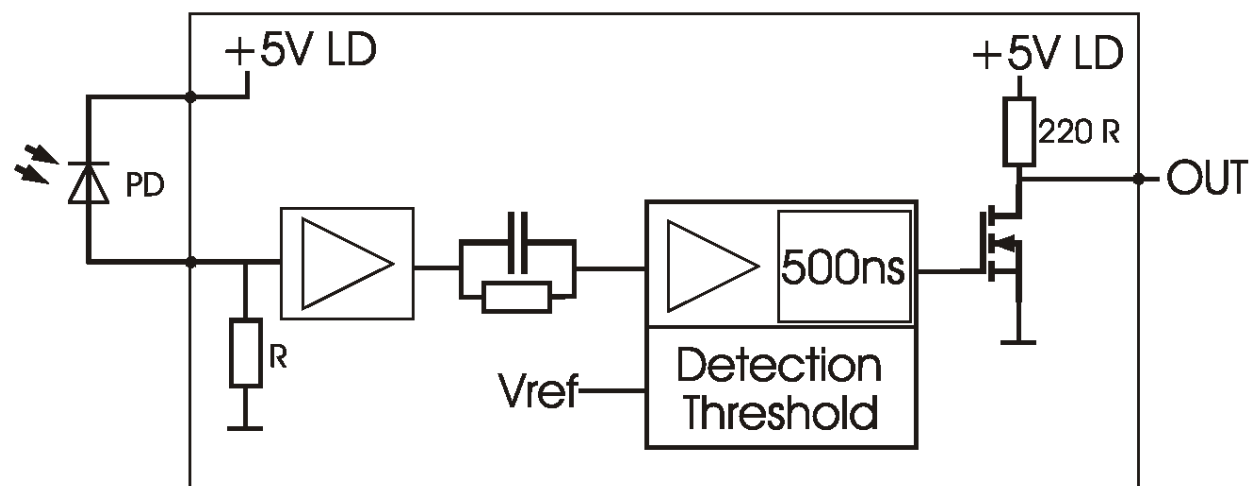 +5V LD
+5V LD
220 R
OUT
PD
500ns
R
Detection
Threshold
Vref